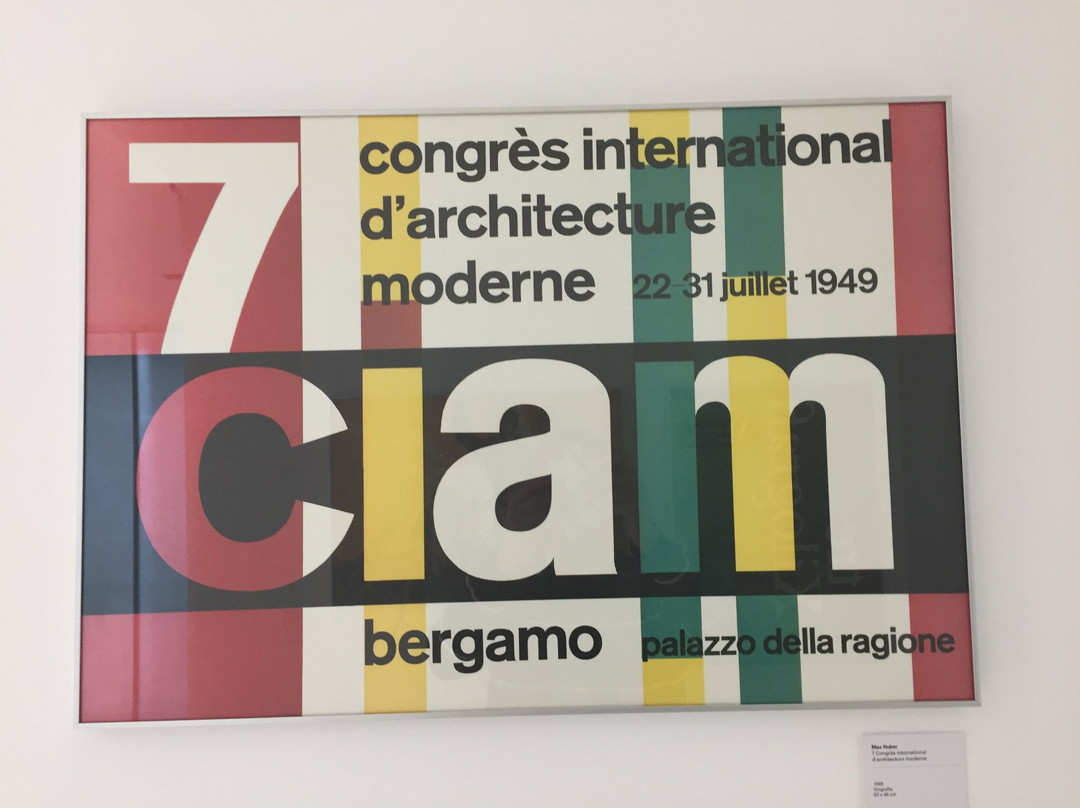 7
congrès international
d'architecture
moderne 22-31 juillet 1949
ciam
bergamo palazzo della ragione
Max Huber
7 Congrès International
d'architecture moderne